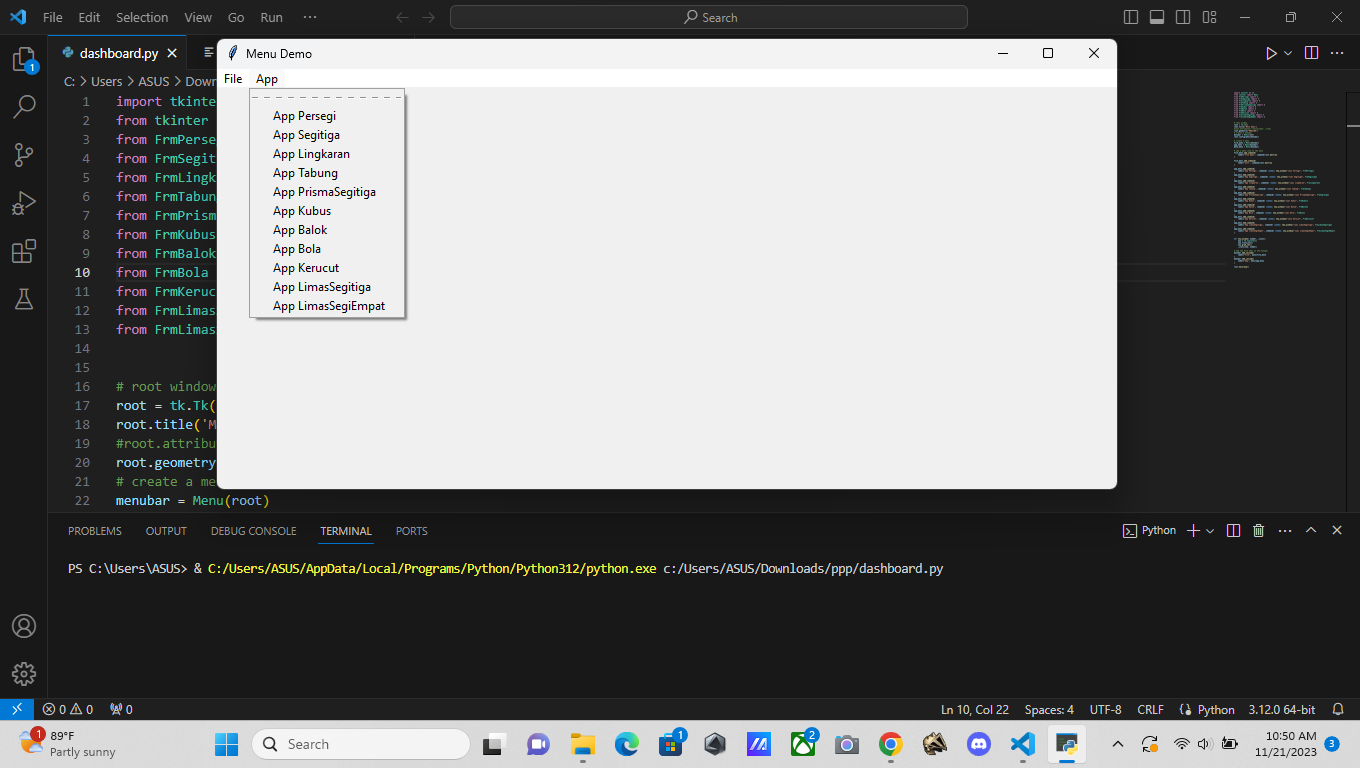 File Edit Selection View Go Run ··· Search
dashboard.py
C: > Users > ASUS > Down
Menu Demo
File App
App Persegi
App Segitiga
App Lingkaran
App Tabung
App PrismaSegitiga
App Kubus
App Balok
App Bola
App Kerucut
App LimasSegitiga
App LimasSegiEmpat
1 import tkinter
2 from tkinter
3 from FrmPerse
4 from FrmSegit
5 from FrmLingk
6 from FrmTabun
7 from FrmPrism
8 from FrmKubus
9 from FrmBalok
10 from FrmBola
11 from FrmKeruc
12 from FrmLimas
13 from FrmLimas
14
15
16 # root window
17 root = tk.Tk(
18 root.title('M
19 #root.attribu
20 root.geometry
21 # create a me
22 menubar = Menu(root)
PROBLEMS OUTPUT DEBUG CONSOLE TERMINAL PORTS Python
PS C:\Users\ASUS> & C:/Users/ASUS/AppData/Local/Programs/Python/Python312/python.exe c:/Users/ASUS/Downloads/ppp/dashboard.py
0 0 0 Ln 10, Col 22 Spaces: 4 UTF-8 CRLF Python 3.12.0 64-bit
1 89°F
Partly sunny
Search
1
2
10:50 AM
11/21/2023
3